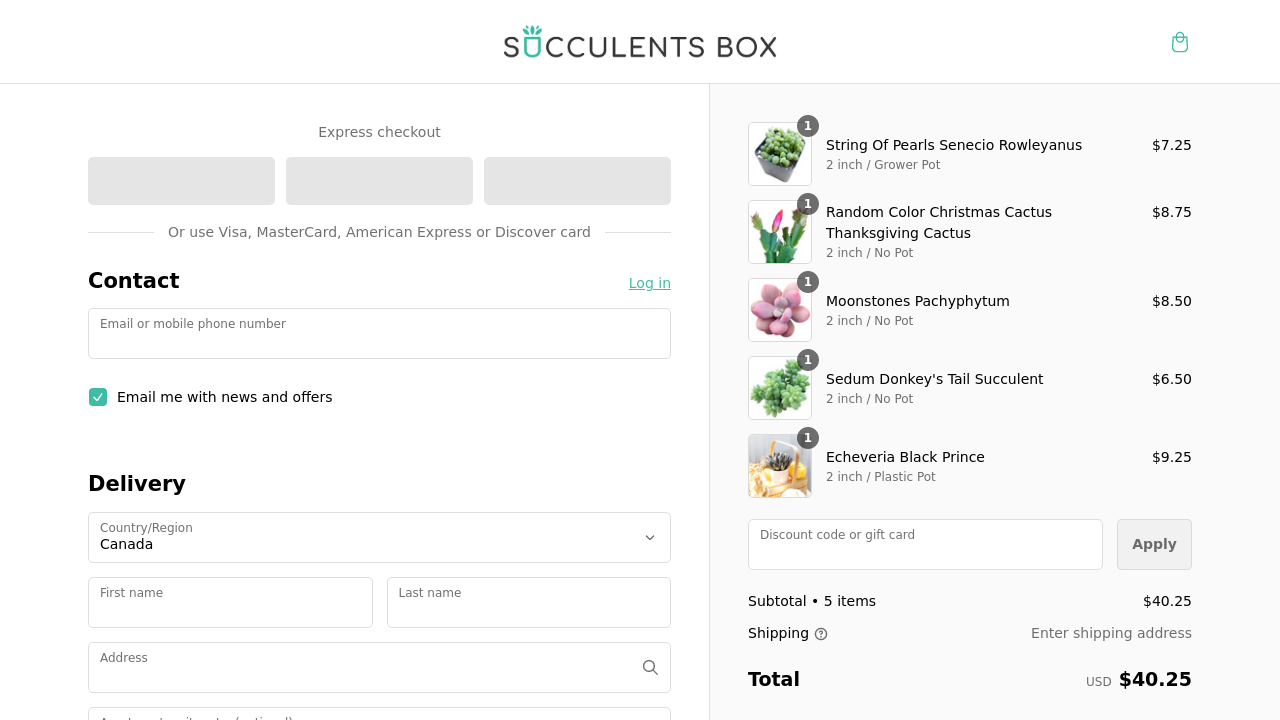 SUCCULENTS BOX
Express checkout
Or use Visa, MasterCard, American Express or Discover card
Contact
Log in
Email or mobile phone number
Email me with news and offers
Delivery
Country/Region
Canada
First name
Last name
Address
1
String Of Pearls Senecio Rowleyanus
$7.25
2 inch / Grower Pot
1
Random Color Christmas Cactus
Thanksgiving Cactus
$8.75
2 inch / No Pot
1
Moonstones Pachyphytum
$8.50
2 inch / No Pot
1
Sedum Donkey's Tail Succulent
$6.50
2 inch / No Pot
1
Echeveria Black Prince
$9.25
2 inch / Plastic Pot
Discount code or gift card
Apply
Subtotal • 5 items
$40.25
Shipping
Enter shipping address
Total
USD $40.25